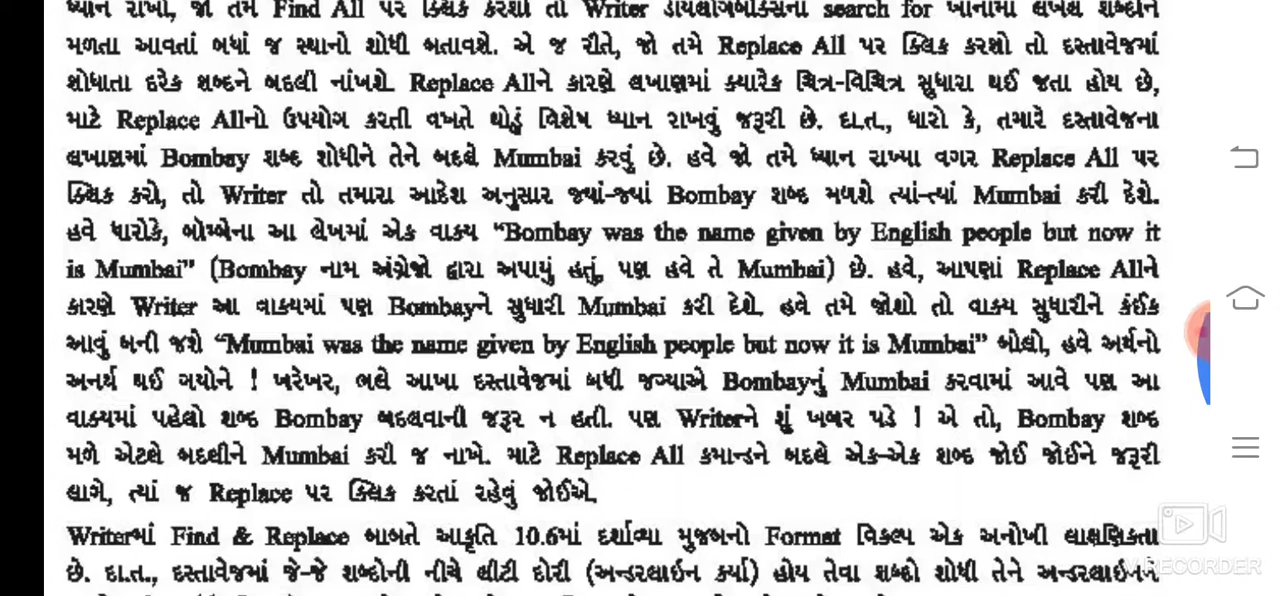 ધ્યાન રાખો, જો તમે Find All પર ક્લિક કરશો તો Writer ડાયલોગબૉક્સના search for ખાનામાં લખેલ શબ્દોને
મળતા આવતાં બધાં જ સ્થાનો શોધી બતાવશે. એ જ રીતે, જો તમે Replace All પર ક્લિક કરશો તો દસ્તાવેજમાં
શોધાતા દરેક શબ્દને બદલી નાંખશે. Replace Allને કારણે લખાણમાં ક્યારેક ચિત્ર-વિચિત્ર સુધારા થઈ જતા હોય છે,
માટે Replace Allનો ઉપયોગ કરતી વખતે થોડું વિશેષ ધ્યાન રાખવું જરૂરી છે. દા.ત., ધારો કે, તમારે દસ્તાવેજના
લખાણમાં Bombay શબ્દ શોધીને તેને બદલે Mumbai કરવું છે. હવે જો તમે ધ્યાન રાખ્યા વગર Replace All પર
ક્લિક કરો, તો Writer તો તમારા આદેશ અનુસાર જ્યાં-જ્યાં Bombay શબ્દ મળશે ત્યાં-ત્યાં Mumbai કરી દેશે.
હવે ધારોકે, બૉમ્બેના આ લેખમાં એક વાક્ય “Bombay was the name given by English people but now it
is Mumbai” (Bombay નામ અંગ્રેજો દ્વારા અપાયું હતું, પણ હવે તે Mumbai) છે. હવે, આપણાં Replace Allને
કારણે Writer આ વાક્યમાં પણ Bombayને સુધારી Mumbai કરી દેશે. હવે તમે જોશો તો વાક્ય સુધારીને કંઈક
આવું બની જશે “Mumbai was the name given by English people but now it is Mumbai” બોલો, હવે અર્થનો
અનર્થ થઈ ગયોને ! ખરેખર, ભલે આખા દસ્તાવેજમાં બધી જગ્યાએ Bombayનું Mumbai કરવામાં આવે પણ આ
વાક્યમાં પહેલો શબ્દ Bombay બદલવાની જરૂર ન હતી. પણ Writerને શું ખબર પડે ! એ તો, Bombay શબ્દ
મળે એટલે બદલીને Mumbai કરી જ નાખે. માટે Replace All કમાન્ડને બદલે એક-એક શબ્દ જોઈ જોઈને જરૂરી
લાગે, ત્યાં જ Replace પર ક્લિક કરતાં રહેવું જોઈએ.
Writerમાં Find & Replace બાબતે આકૃતિ 10.6માં દર્શાવ્યા મુજબનો Format વિકલ્પ એક અનોખી લાક્ષણિકતા
છે. દા.ત., દસ્તાવેજમાં જે-જે શબ્દોની નીચે લીટી દોરી (અન્ડરલાઇન કર્યા) હોય તેવા શબ્દો શોધી તેને અન્ડરલાઇનને